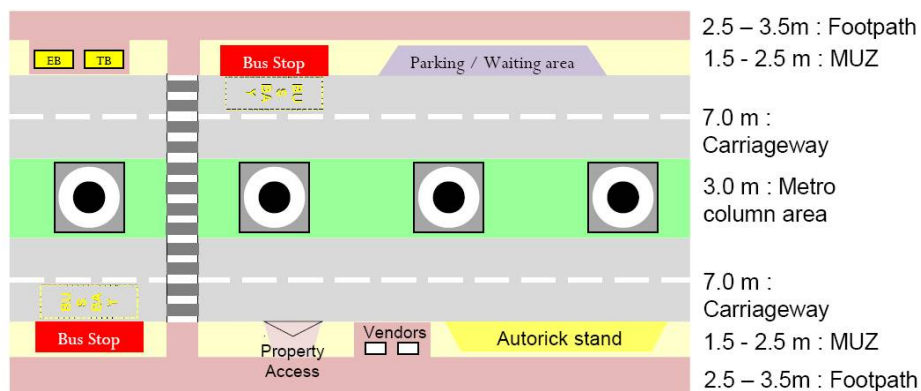 2.5 – 3.5m : Footpath
EB TB Bus Stop Parking / Waiting area 1.5 - 2.5 m : MUZ
7.0 m :
Carriageway
3.0 m : Metro
column area
7.0 m :
Carriageway
Bus Stop Vendors Autorick stand 1.5 - 2.5 m : MUZ
Property
Access
2.5 – 3.5m : Footpath